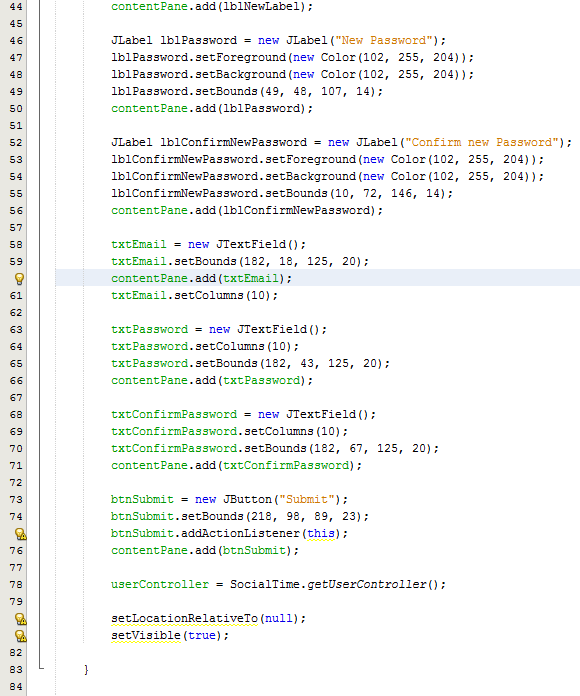 44 contentPane.add(lblNewLabel);
45
46 JLabel lblPassword = new JLabel("New Password");
47 lblPassword.setForeground(new Color(102, 255, 204));
48 lblPassword.setBackground(new Color(102, 255, 204));
49 lblPassword.setBounds(49, 48, 107, 14);
50 contentPane.add(lblPassword);
51
52 JLabel lblConfirmNewPassword = new JLabel("Confirm new Password");
53 lblConfirmNewPassword.setForeground(new Color(102, 255, 204));
54 lblConfirmNewPassword.setBackground(new Color(102, 255, 204));
55 lblConfirmNewPassword.setBounds(10, 72, 146, 14);
56 contentPane.add(lblConfirmNewPassword);
57
58 txtEmail = new JTextField();
59 txtEmail.setBounds(182, 18, 125, 20);
contentPane.add(txtEmail);
61 txtEmail.setColumns(10);
62
63 txtPassword = new JTextField();
64 txtPassword.setColumns(10);
65 txtPassword.setBounds(182, 43, 125, 20);
66 contentPane.add(txtPassword);
67
68 txtConfirmPassword = new JTextField();
69 txtConfirmPassword.setColumns(10);
70 txtConfirmPassword.setBounds(182, 67, 125, 20);
71 contentPane.add(txtConfirmPassword);
72
73 btnSubmit = new JButton("Submit");
74 btnSubmit.setBounds(218, 98, 89, 23);
btnSubmit.addActionListener(this);
76 contentPane.add(btnSubmit);
77
78 userController = SocialTime.getUserController();
79
setLocationRelativeTo(null);
setVisible(true);
82
83 }
84